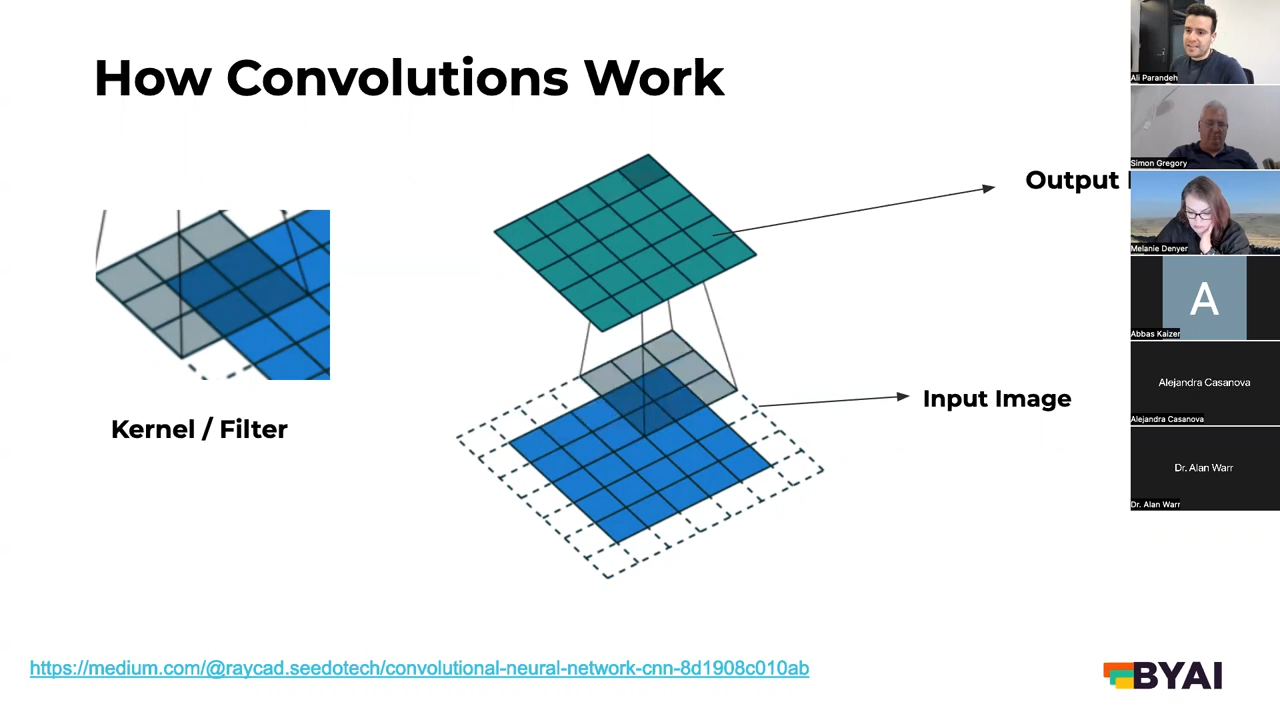 How Convolutions Work
Output
Kernel / Filter
Input Image
https://medium.com/@raycad.seedotech/convolutional-neural-network-cnn-8d1908c010ab
BYAI
Ali Parandeh
Simon Gregory
Melanie Denyer
A
Abbas Kaizer
Alejandra Casanova
Alejandra Casanova
Dr. Alan Warr
Dr. Alan Warr